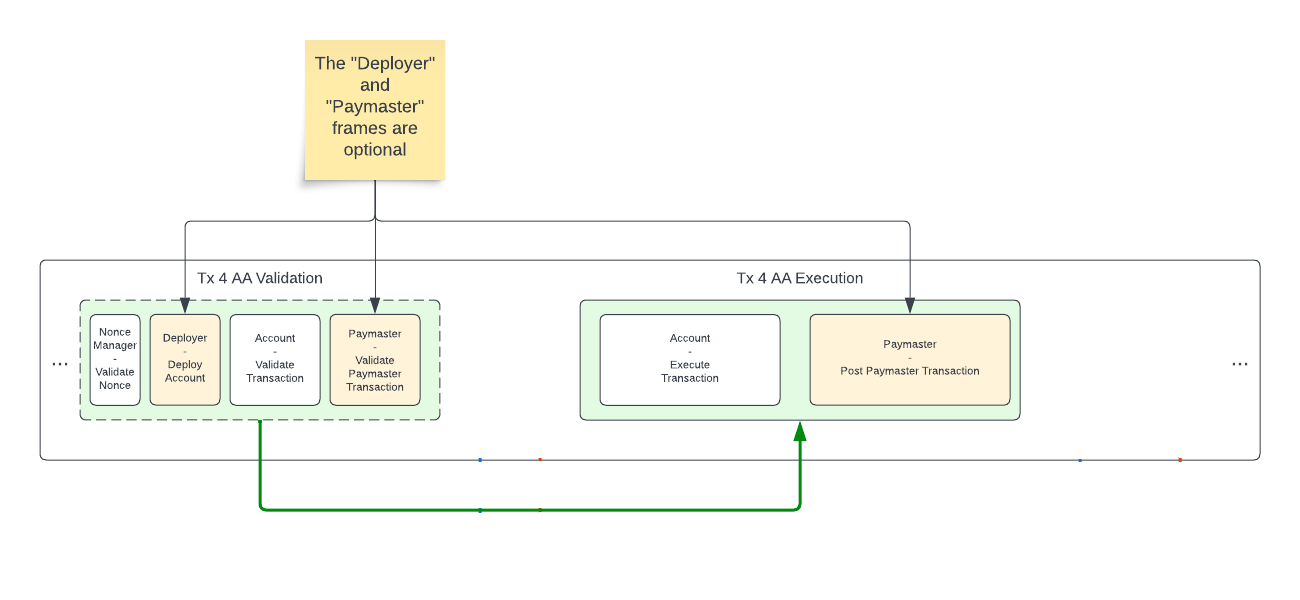 The "Deployer"
and
"Paymaster"
frames are
optional
Tx 4 AA Validation
Tx 4 AA Execution
...
Nonce
Manager
-
Validate
Nonce
Deployer
-
Deploy
Account
Account
-
Validate
Transaction
Paymaster
-
Validate
Paymaster
Transaction
Account
-
Execute
Transaction
Paymaster
-
Post Paymaster Transaction
...